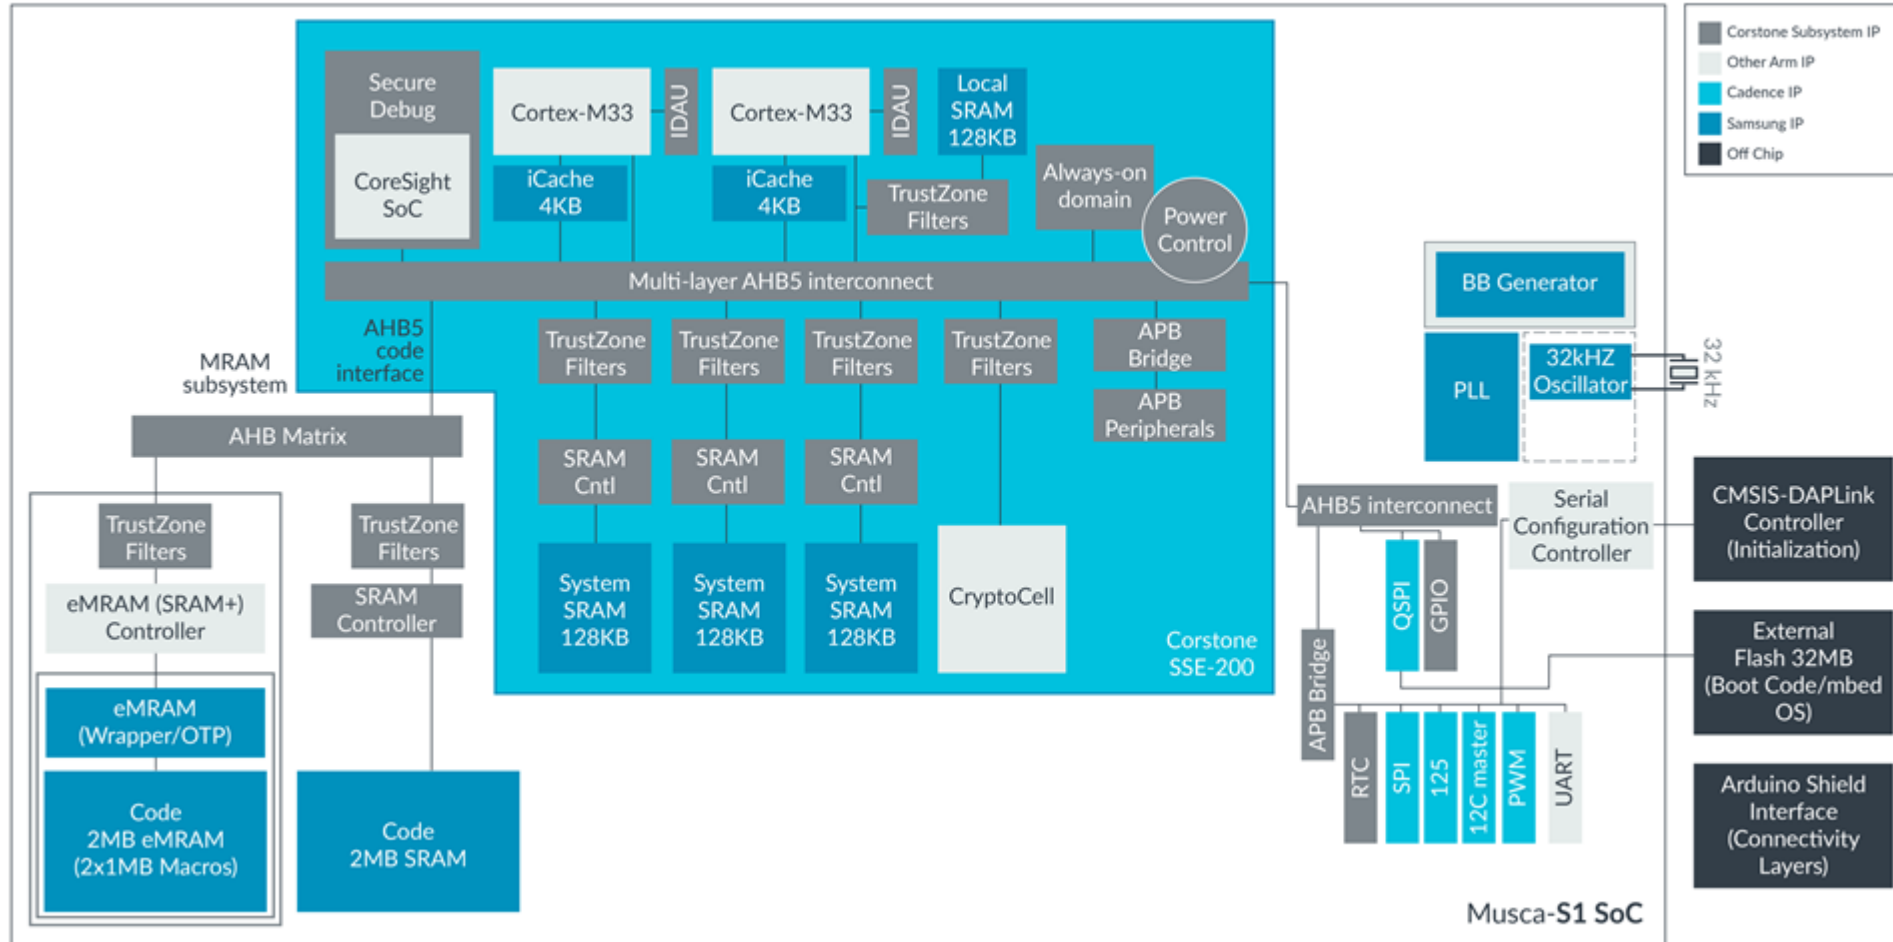 Secure
Debug
CoreSight
SoC
Cortex-M33
IDAU
iCache
4KB
Cortex-M33
IDAU
iCache
4KB
Local
SRAM
128KB
TrustZone
Filters
Always-on
domain
Power
Control
Multi-layer AHB5 interconnect
AHB5
code
interface
MRAM
subsystem
TrustZone
Filters
TrustZone
Filters
TrustZone
Filters
TrustZone
Filters
APB
Bridge
APB
Peripherals
SRAM
Cntl
SRAM
Cntl
SRAM
Cntl
System
SRAM
128KB
System
SRAM
128KB
System
SRAM
128KB
CryptoCell
Corstone
SSE-200
AHB Matrix
TrustZone
Filters
eMRAM (SRAM+)
Controller
eMRAM
(Wrapper/OTP)
Code
2MB eMRAM
(2x1MB Macros)
TrustZone
Filters
SRAM
Controller
Code
2MB SRAM
Corstone Subsystem IP
Other Arm IP
Cadence IP
Samsung IP
Off Chip
BB Generator
PLL
32kHZ
Oscillator
32 kHz
AHB5 interconnect
Serial
Configuration
Controller
QSPI
GPIO
APB Bridge
RTC
SPI
125
12C master
PWM
UART
CMSIS-DAPLink
Controller
(Initialization)
External
Flash 32MB
(Boot Code/mbed
OS)
Arduino Shield
Interface
(Connectivity
Layers)
Musca-S1 SoC